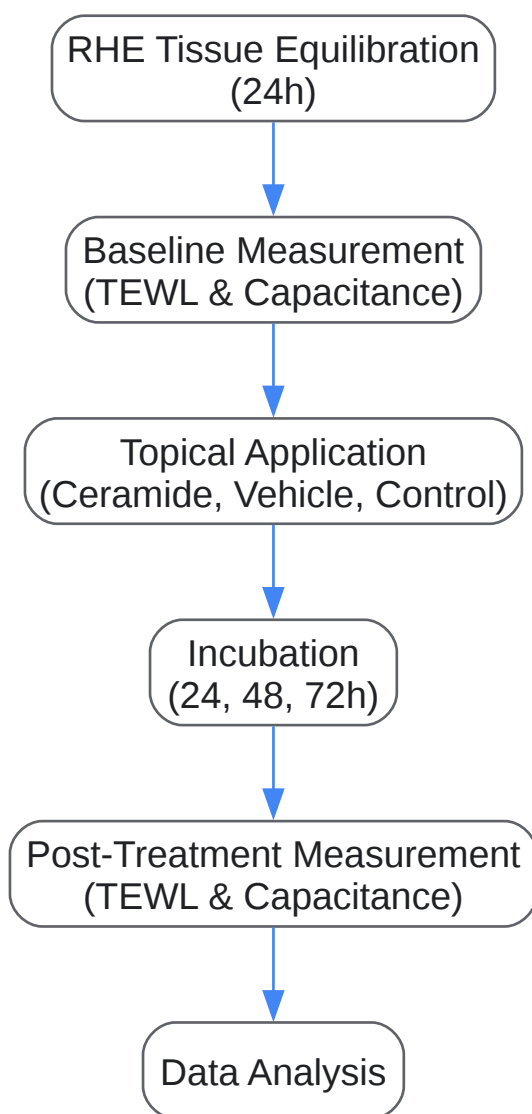 RHE Tissue Equilibration
(24h)
Baseline Measurement
(TEWL & Capacitance)
Topical Application
(Ceramide, Vehicle, Control)
Incubation
(24, 48, 72h)
Post-Treatment Measurement
(TEWL & Capacitance)
Data Analysis